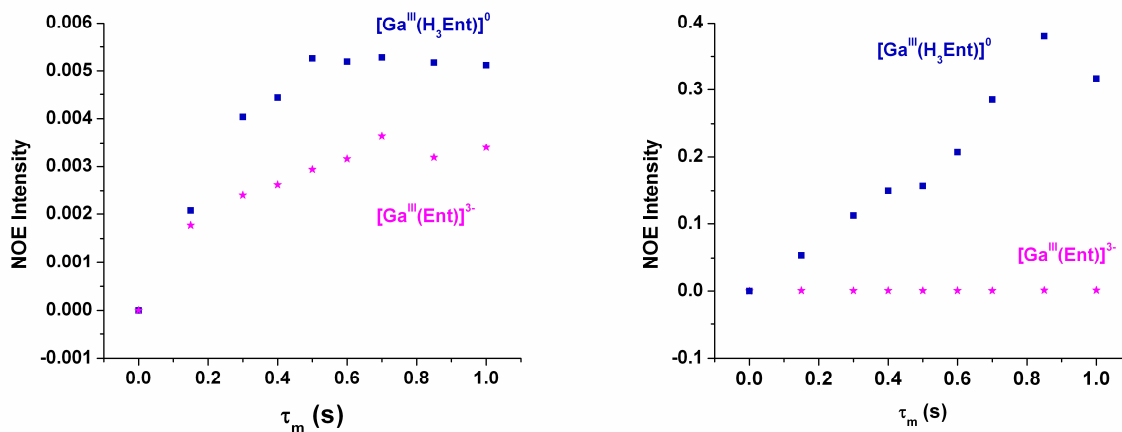 0.006
0.005
0.004
0.003
0.002
0.001
0.000
-0.001
NOE Intensity
[Ga^III(H₃Ent)]⁰
[Ga^III(Ent)]³⁻
0.0 0.2 0.4 0.6 0.8 1.0
τₘ (s)
0.4
0.3
0.2
0.1
0.0
-0.1
NOE Intensity
[Ga^III(H₃Ent)]⁰
[Ga^III(Ent)]³⁻
0.0 0.2 0.4 0.6 0.8 1.0
τₘ (s)